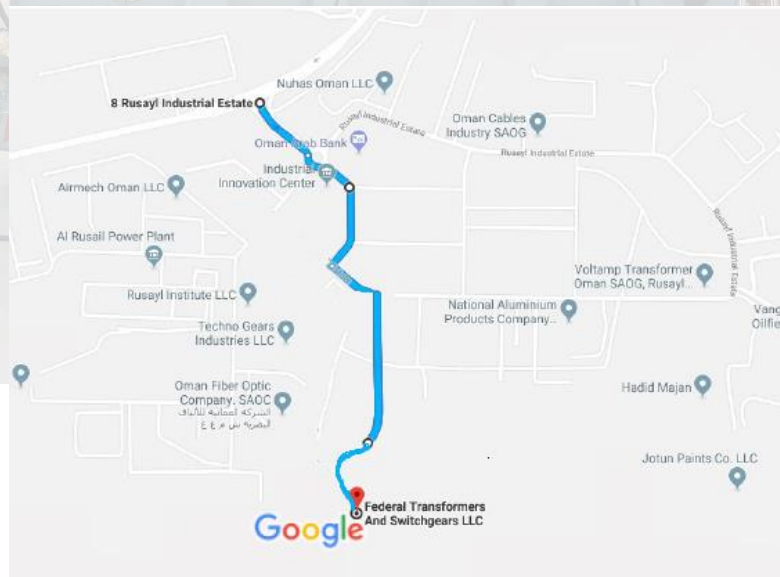 Nuhas Oman LLC
8 Rusayl Industrial Estate
Rusayl Industrial Estate
Oman Cables
Industry SAOG
Oman Arab Bank
Rusayl Industrial Estate
Industrial
Innovation Center
Airmech Oman LLC
Rusayl Industrial Estate
Al Rusail Power Plant
Voltamp Transformer
Oman SAOG, Rusayl...
Rusayl Institute LLC
National Aluminium
Products Company...
Vang
Oilfie
Techno Gears
Industries LLC
Oman Fiber Optic
Company. SAOC
الشركة العمانية للألياف
البصرية ش م ع ع
Hadid Majan
Jotun Paints Co. LLC
Federal Transformers
And Switchgears LLC
Google